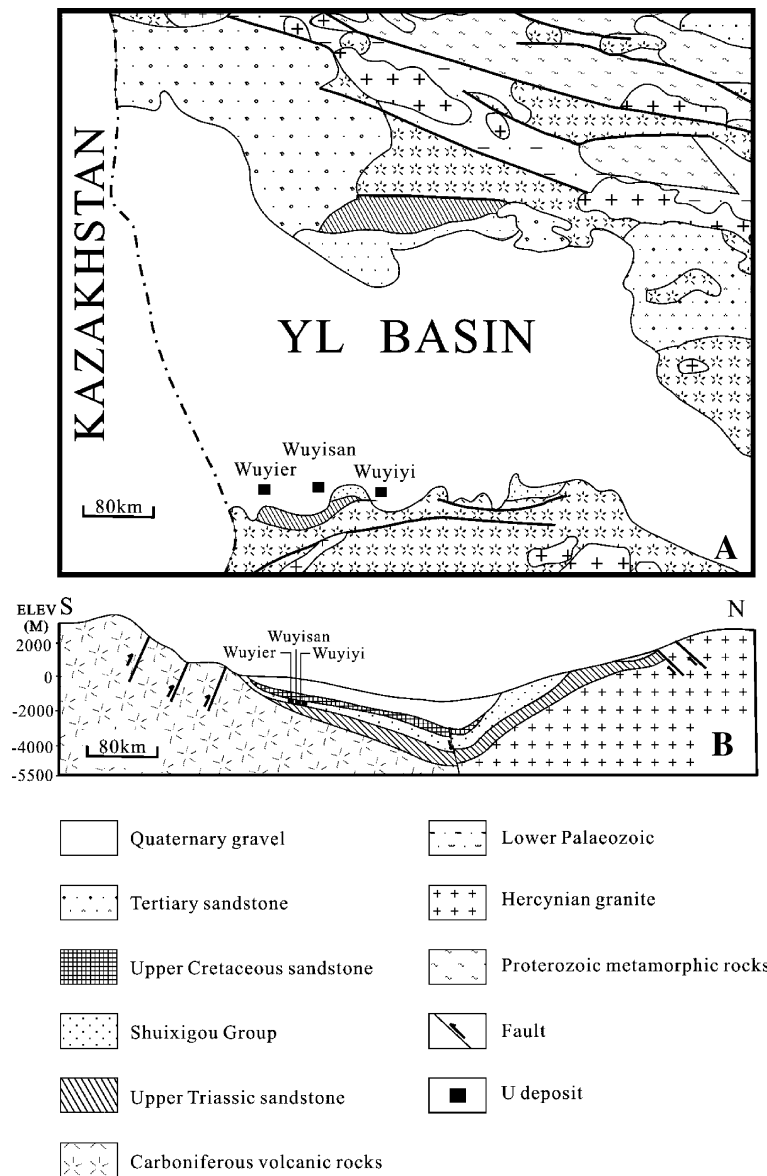 KAZAKHSTAN
YL BASIN
Wuyisan
Wuyier
Wuyiyi
80km
A
ELEV S
N
(M)
Wuyisan
2000
Wuyier
Wuyiyi
0
-2000
-4000
80km
B
-5500
Quaternary gravel
Lower Palaeozoic
Tertiary sandstone
Hercynian granite
Upper Cretaceous sandstone
Proterozoic metamorphic rocks
Shuixigou Group
Fault
Upper Triassic sandstone
U deposit
Carboniferous volcanic rocks